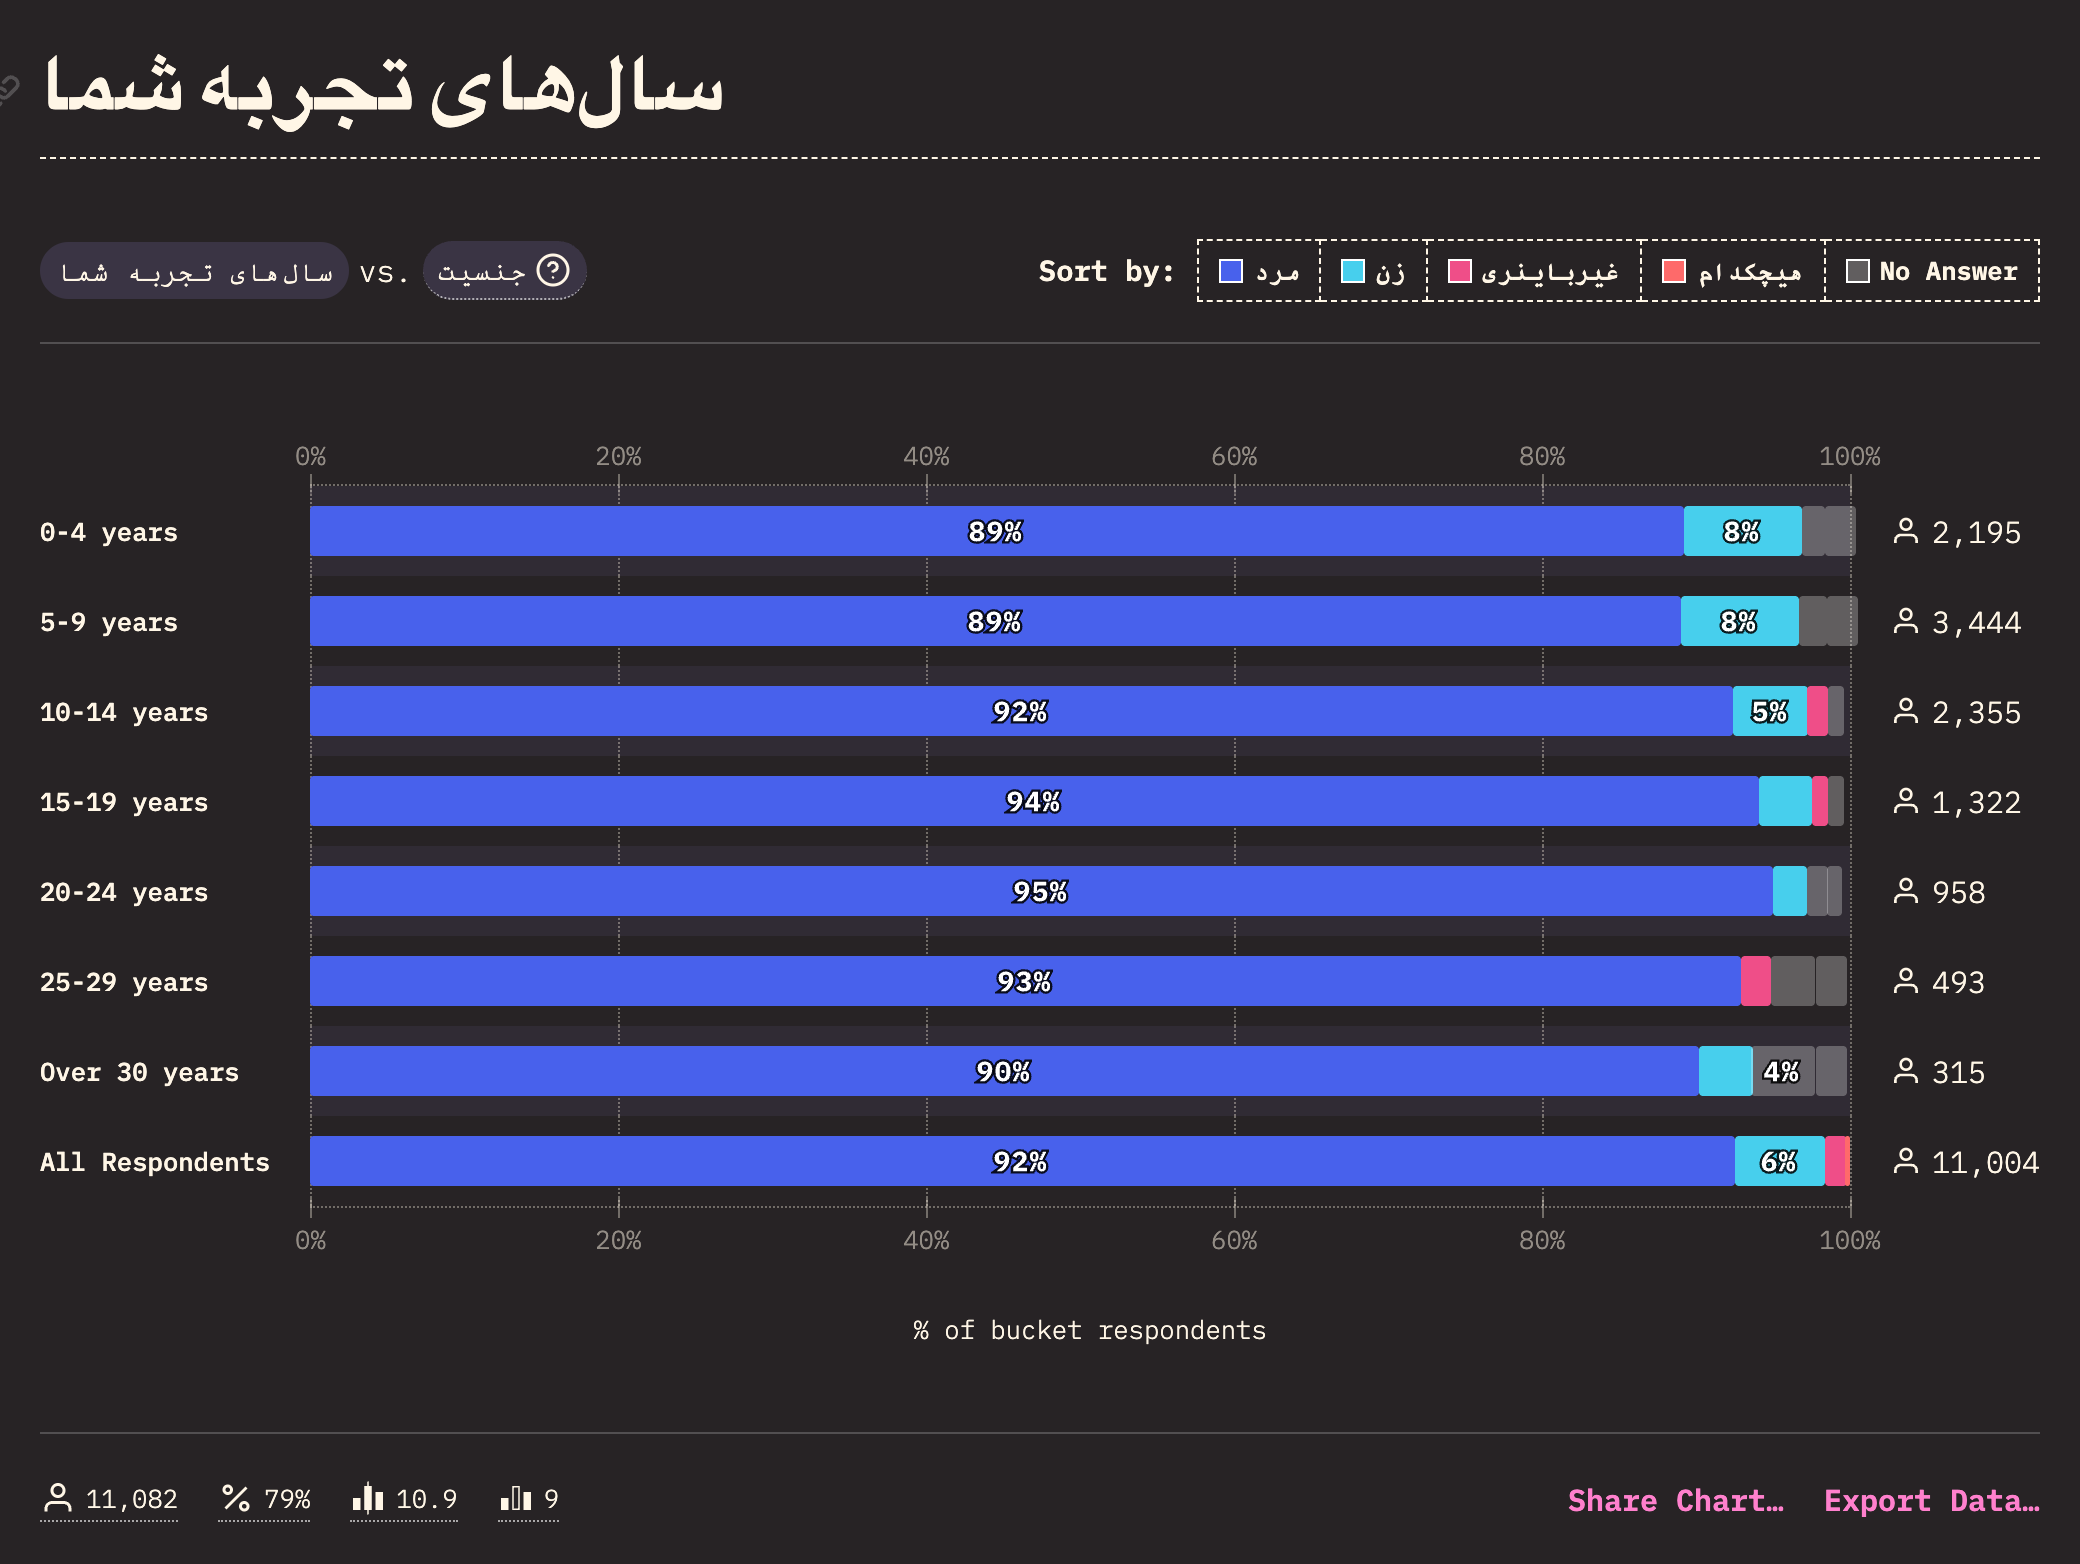 سال‌های تجربه شما
سال‌های تجربه شما vs. جنسیت
Sort by: مرد زن غیرباینری هیچکدام No Answer
0% 20% 40% 60% 80% 100%
0-4 years 89% 8% 2,195
5-9 years 89% 8% 3,444
10-14 years 92% 5% 2,355
15-19 years 94% 1,322
20-24 years 95% 958
25-29 years 93% 493
Over 30 years 90% 4% 315
All Respondents 92% 6% 11,004
0% 20% 40% 60% 80% 100%
% of bucket respondents
11,082 79% 10.9 9 Share Chart… Export Data…